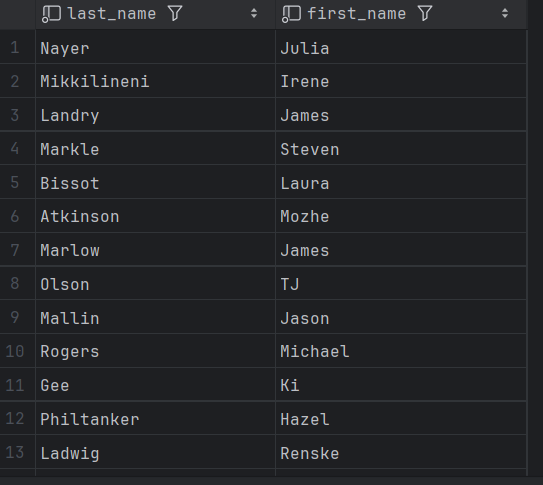 last_name first_name
1 Nayer Julia
2 Mikkilineni Irene
3 Landry James
4 Markle Steven
5 Bissot Laura
6 Atkinson Mozhe
7 Marlow James
8 Olson TJ
9 Mallin Jason
10 Rogers Michael
11 Gee Ki
12 Philtanker Hazel
13 Ladwig Renske